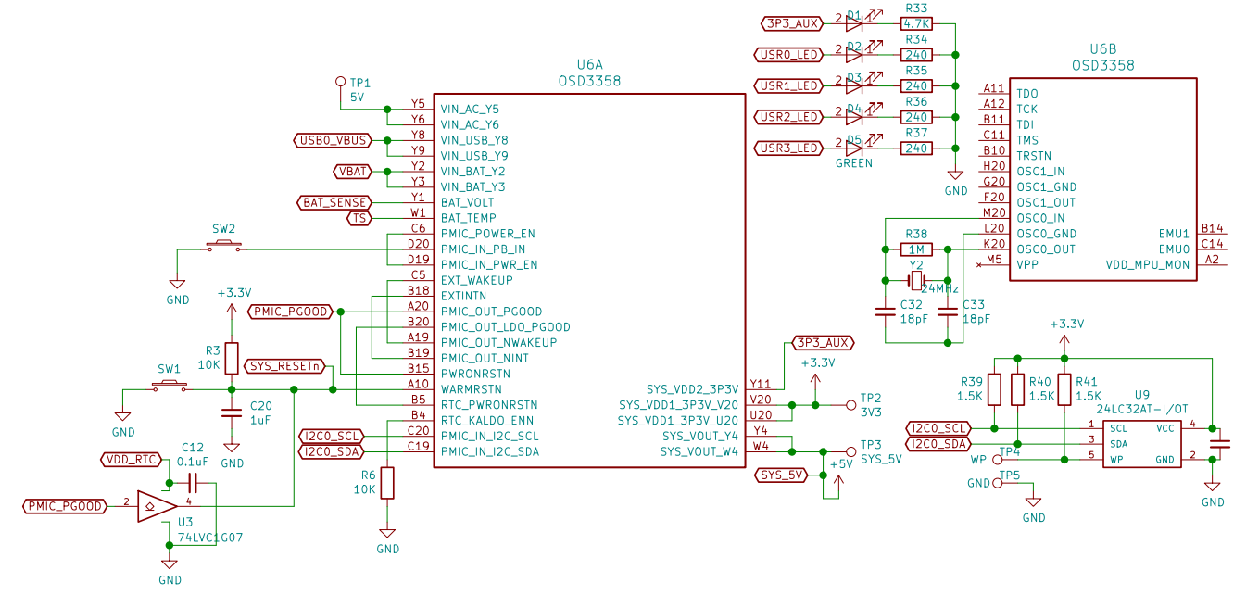 3P3_AUX 2 D1 1 R33 4.7K
USR0_LED 2 D2 1 R34 240
USR1_LED 2 D3 1 R35 240
USR2_LED 2 D4 1 R36 240
USR3_LED 2 D5 1 R37 240
GREEN
GND
U6A
OSD3358
TP1
5V
USB0_VBUS
VBAT
BAT_SENSE
TS
Y5 VIN_AC_Y5
Y6 VIN_AC_Y6
Y8 VIN_USB_Y8
Y9 VIN_USB_Y9
Y2 VIN_BAT_Y2
Y3 VIN_BAT_Y3
Y1 BAT_VOLT
W1 BAT_TEMP
C6 PMIC_POWER_EN
D20 PMIC_IN_PB_IN
D19 PMIC_IN_PWR_EN
C5 EXT_WAKEUP
B18 EXTINTN
A20 PMIC_OUT_PGOOD
B20 PMIC_OUT_LDO_PGOOD
A19 PMIC_OUT_NWAKEUP
B19 PMIC_OUT_NINT
B15 PWRONRSTN
A10 WARMRSTN
B5 RTC_PWRONRSTN
B4 RTC_KALDO_ENN
C20 PMIC_IN_I2C_SCL
C19 PMIC_IN_I2C_SDA
SYS_VDD2_3P3V Y11
SYS_VDD1_3P3V_V20 V20
SYS_VDD1_3P3V_U20 U20
SYS_VOUT_Y4 Y4
SYS_VOUT_W4 W4
SW2
GND
+3.3V
PMIC_PGOOD
R3
10K
SYS_RESETn
SW1
GND
C20
1uF
GND
I2C0_SCL
I2C0_SDA
C12
0.1uF
VDD_RTC
PMIC_PGOOD 2 4
U3
74LVC1G07
GND
R6
10K
GND
3P3_AUX
+3.3V
TP2
3V3
TP3
SYS_5V
SYS_5V
+5V
U6B
OSD3358
A11 TDO
A12 TCK
B11 TDI
C11 TMS
B10 TRSTN
H20 OSC1_IN
G20 OSC1_GND
F20 OSC1_OUT
M20 OSC0_IN
L20 OSC0_GND
K20 OSC0_OUT
M5 VPP
EMU1 B14
EMU0 C14
VDD_MPU_MON A2
R38
1M
Y2
24MHz
C32
18pF
C33
18pF
+3.3V
R39
1.5K
R40
1.5K
R41
1.5K
U9
24LC32AT-/OT
I2C0_SCL 1 SCL VCC 4
I2C0_SDA 3 SDA
WP TP4 5 WP GND 2
GND TP5
GND
GND